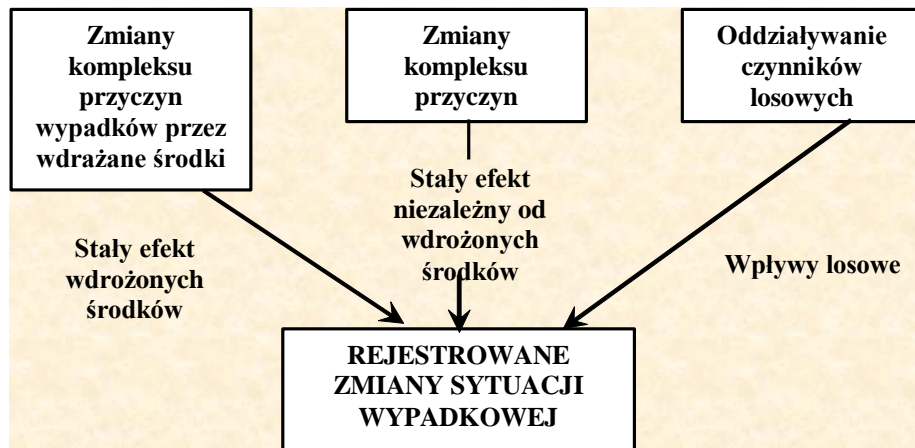 Zmiany
kompleksu
przyczyn
wypadków przez
wdrażane środki
Zmiany
kompleksu
przyczyn
Oddziaływanie
czynników
losowych
Stały efekt
wdrożonych
środków
Stały efekt
niezależny od
wdrożonych
środków
Wpływy losowe
REJESTROWANE
ZMIANY SYTUACJI
WYPADKOWEJ